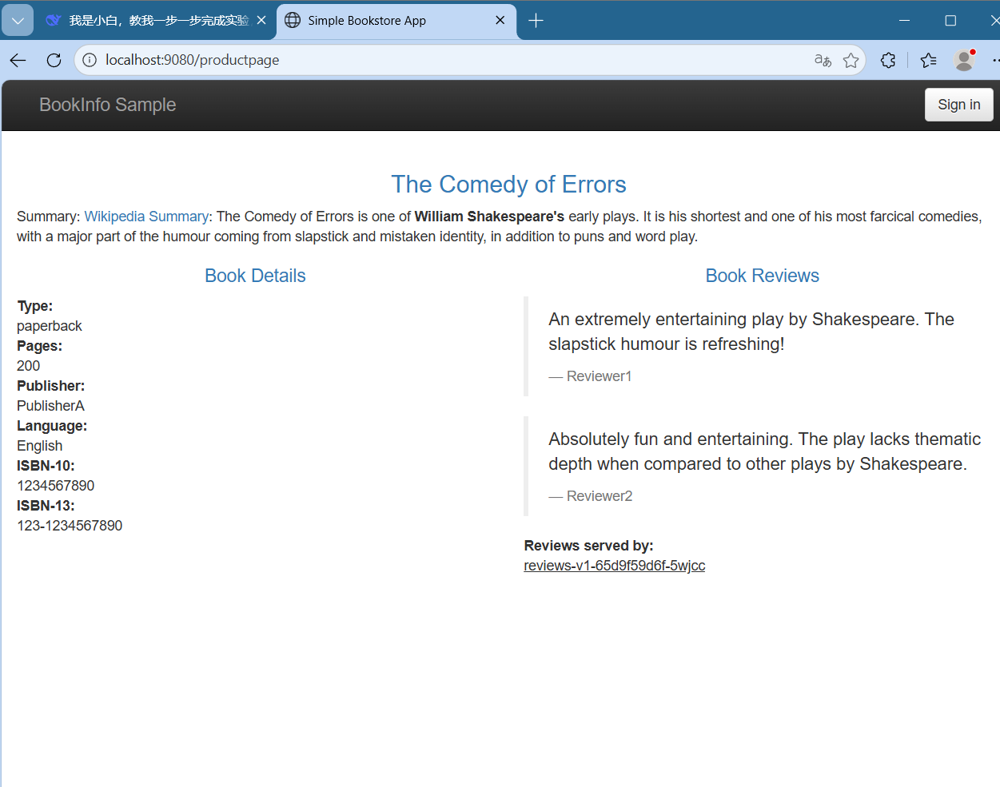 我是小白，教我一步一步完成实验
Simple Bookstore App
localhost:9080/productpage
BookInfo Sample
Sign in
The Comedy of Errors
Summary: Wikipedia Summary: The Comedy of Errors is one of William Shakespeare's early plays. It is his shortest and one of his most farcical comedies,
with a major part of the humour coming from slapstick and mistaken identity, in addition to puns and word play.
Book Details
Type:
paperback
Pages:
200
Publisher:
PublisherA
Language:
English
ISBN-10:
1234567890
ISBN-13:
123-1234567890
Book Reviews
An extremely entertaining play by Shakespeare. The
slapstick humour is refreshing!
— Reviewer1
Absolutely fun and entertaining. The play lacks thematic
depth when compared to other plays by Shakespeare.
— Reviewer2
Reviews served by:
reviews-v1-65d9f59d6f-5wjcc